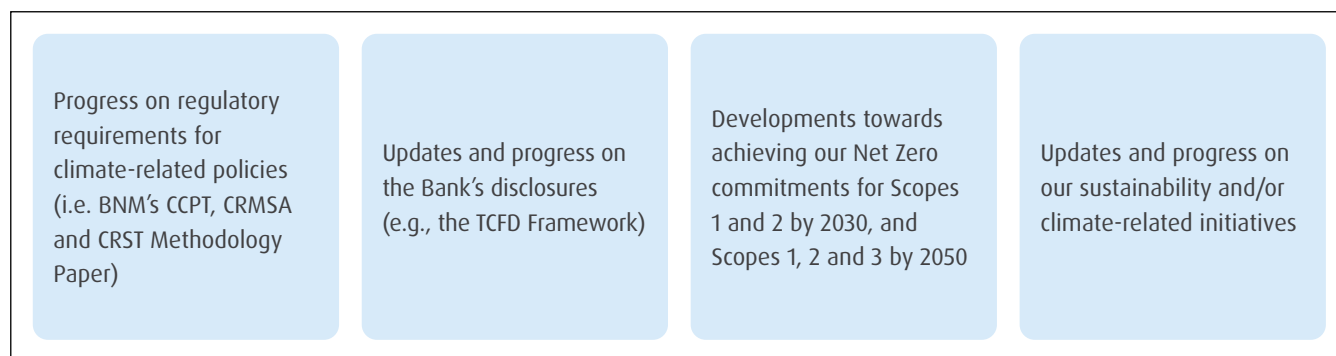 Progress on regulatory
requirements for
climate-related policies
(i.e. BNM's CCPT, CRMSA
and CRST Methodology
Paper)
Updates and progress on
the Bank's disclosures
(e.g., the TCFD Framework)
Developments towards
achieving our Net Zero
commitments for Scopes
1 and 2 by 2030, and
Scopes 1, 2 and 3 by 2050
Updates and progress on
our sustainability and/or
climate-related initiatives